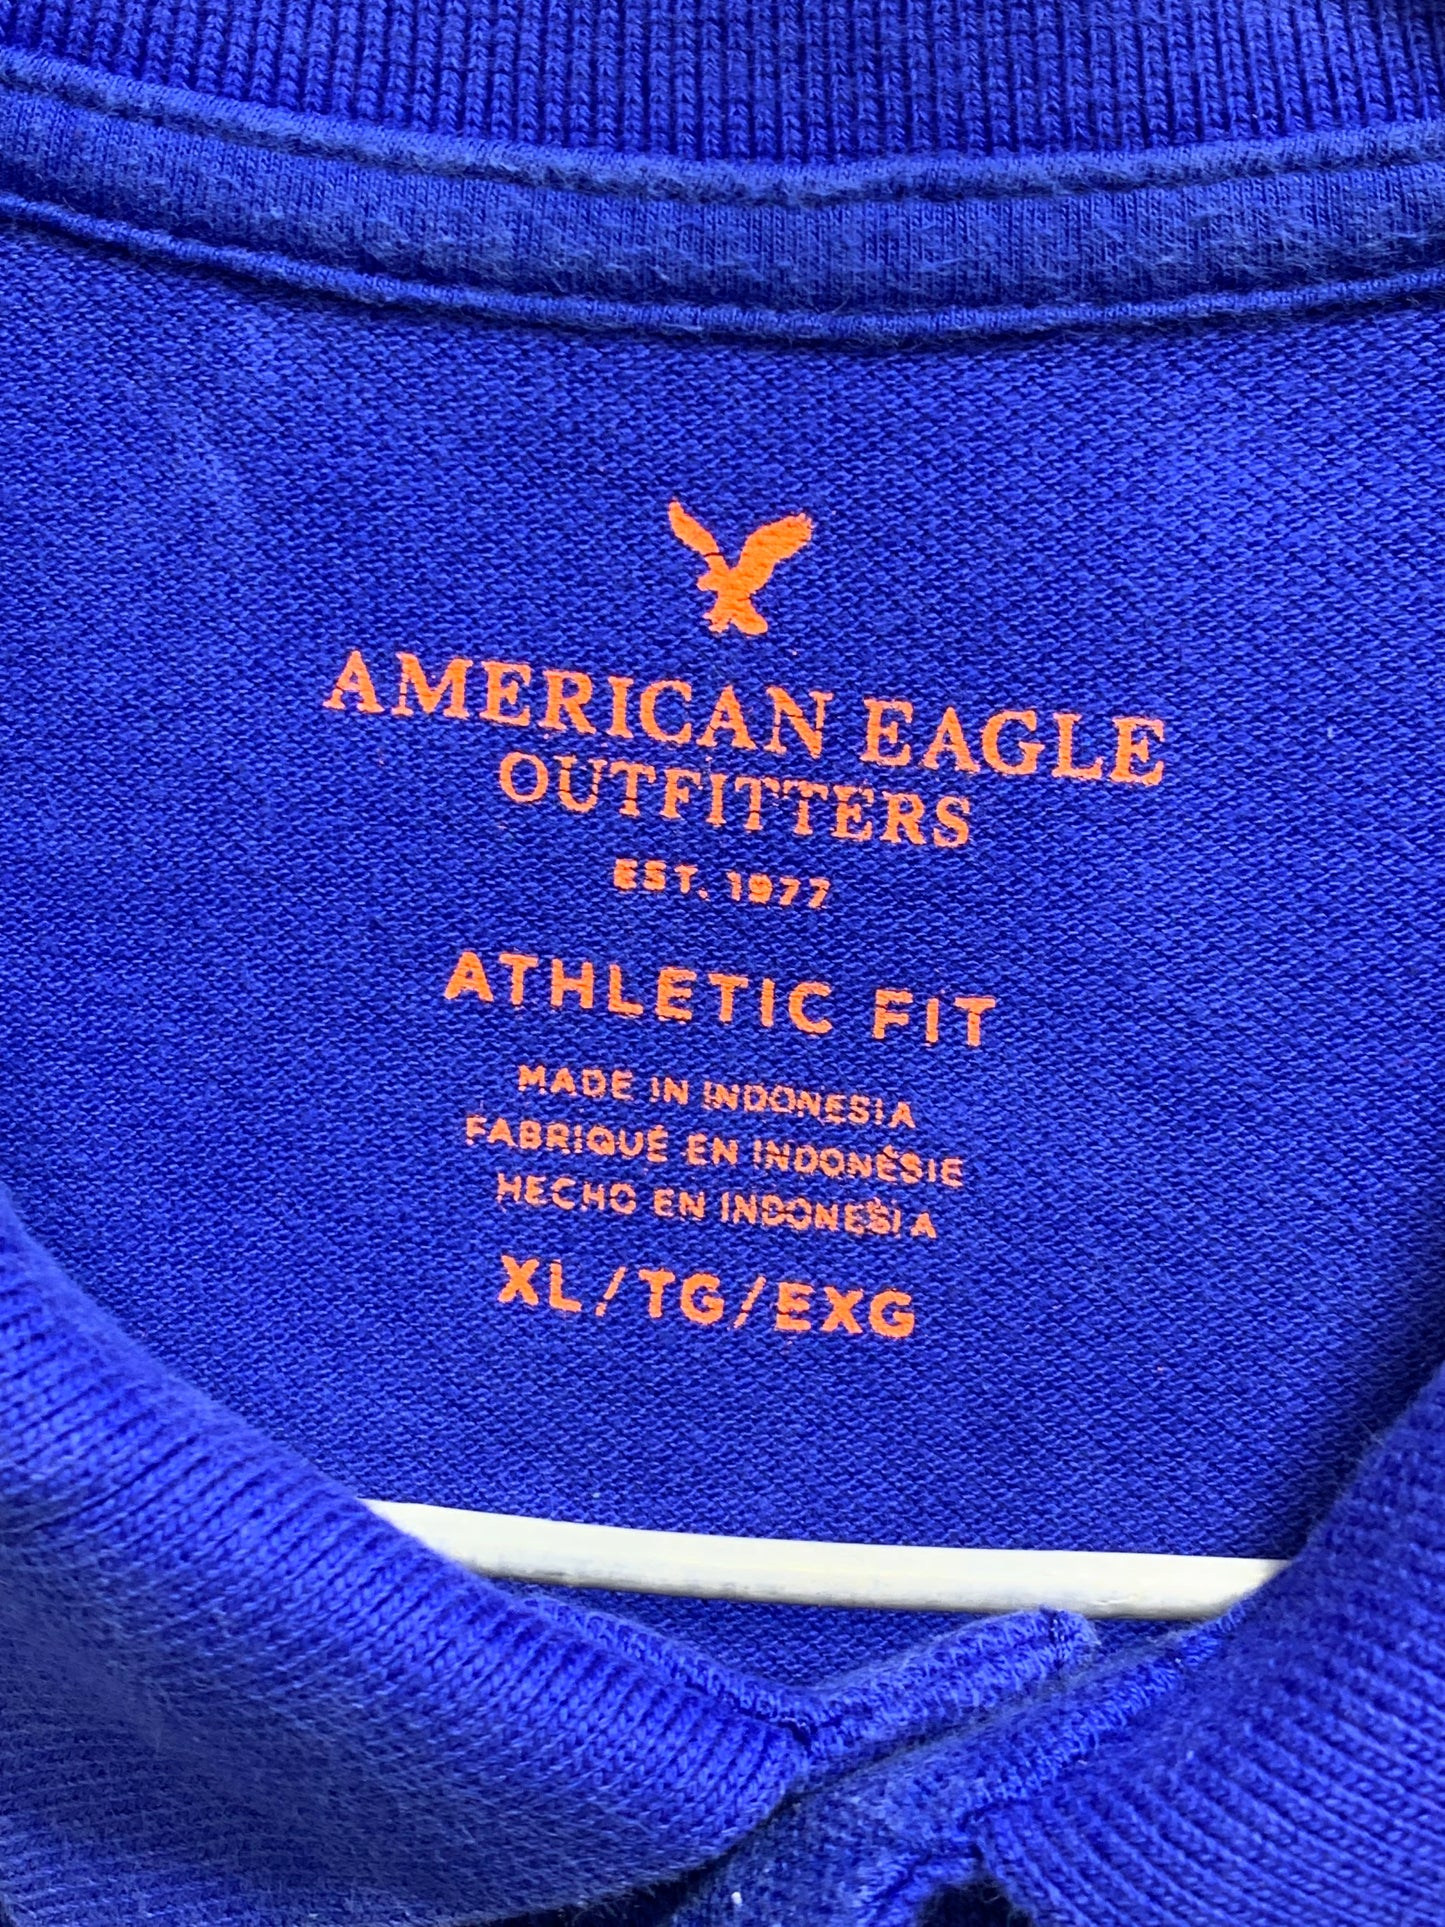 AMERICAN EAGLE
OUTFITTERS
EST. 1977
ATHLETIC FIT
MADE IN INDONESIA
FABRIQUÉ EN INDONÉSIE
HECHO EN INDONESIA
XL/TG/EXG